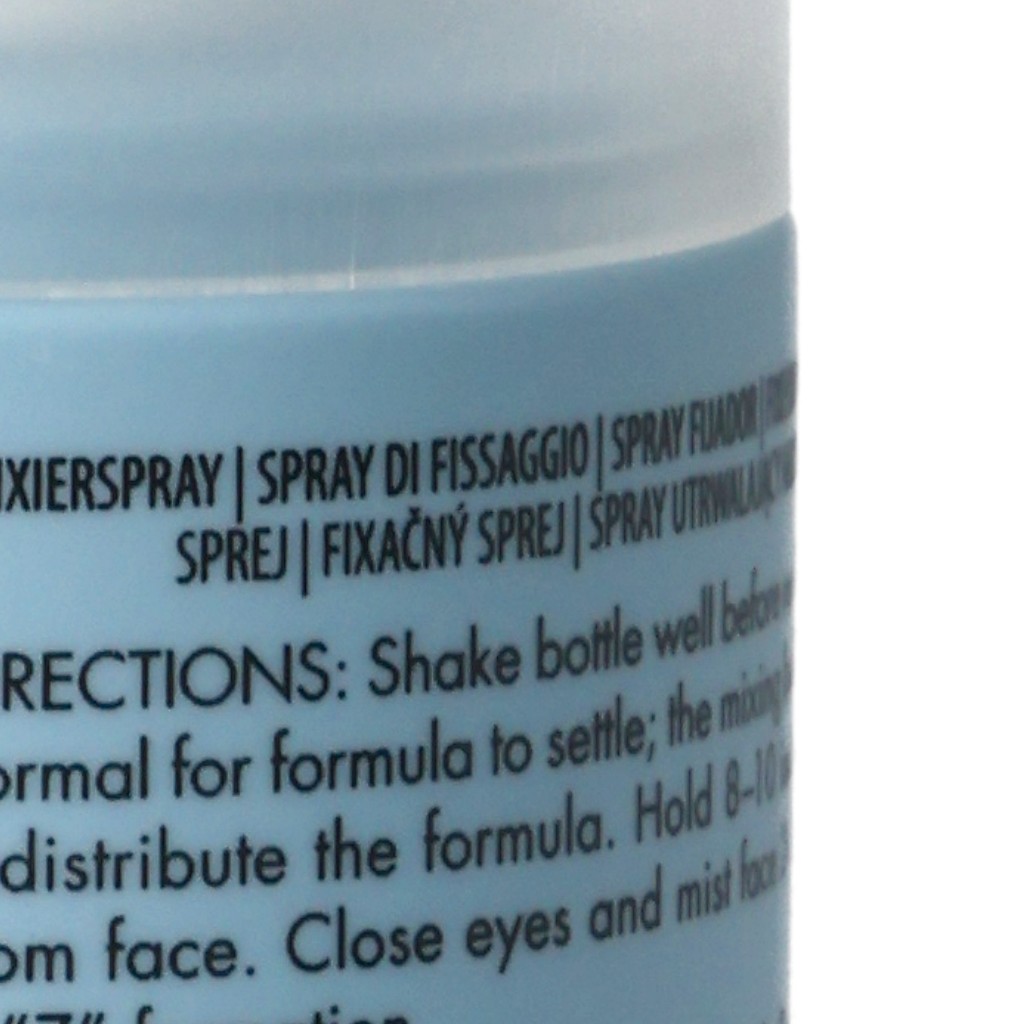 IXIERSPRAY | SPRAY DI FISSAGGIO | SPRAY FIJADOR |
SPREJ | FIXAČNÝ SPREJ | SPRAY UTRWALAJĄCY
RECTIONS: Shake bottle well before
ormal for formula to settle; the mixing
distribute the formula. Hold 8–10
om face. Close eyes and mist face